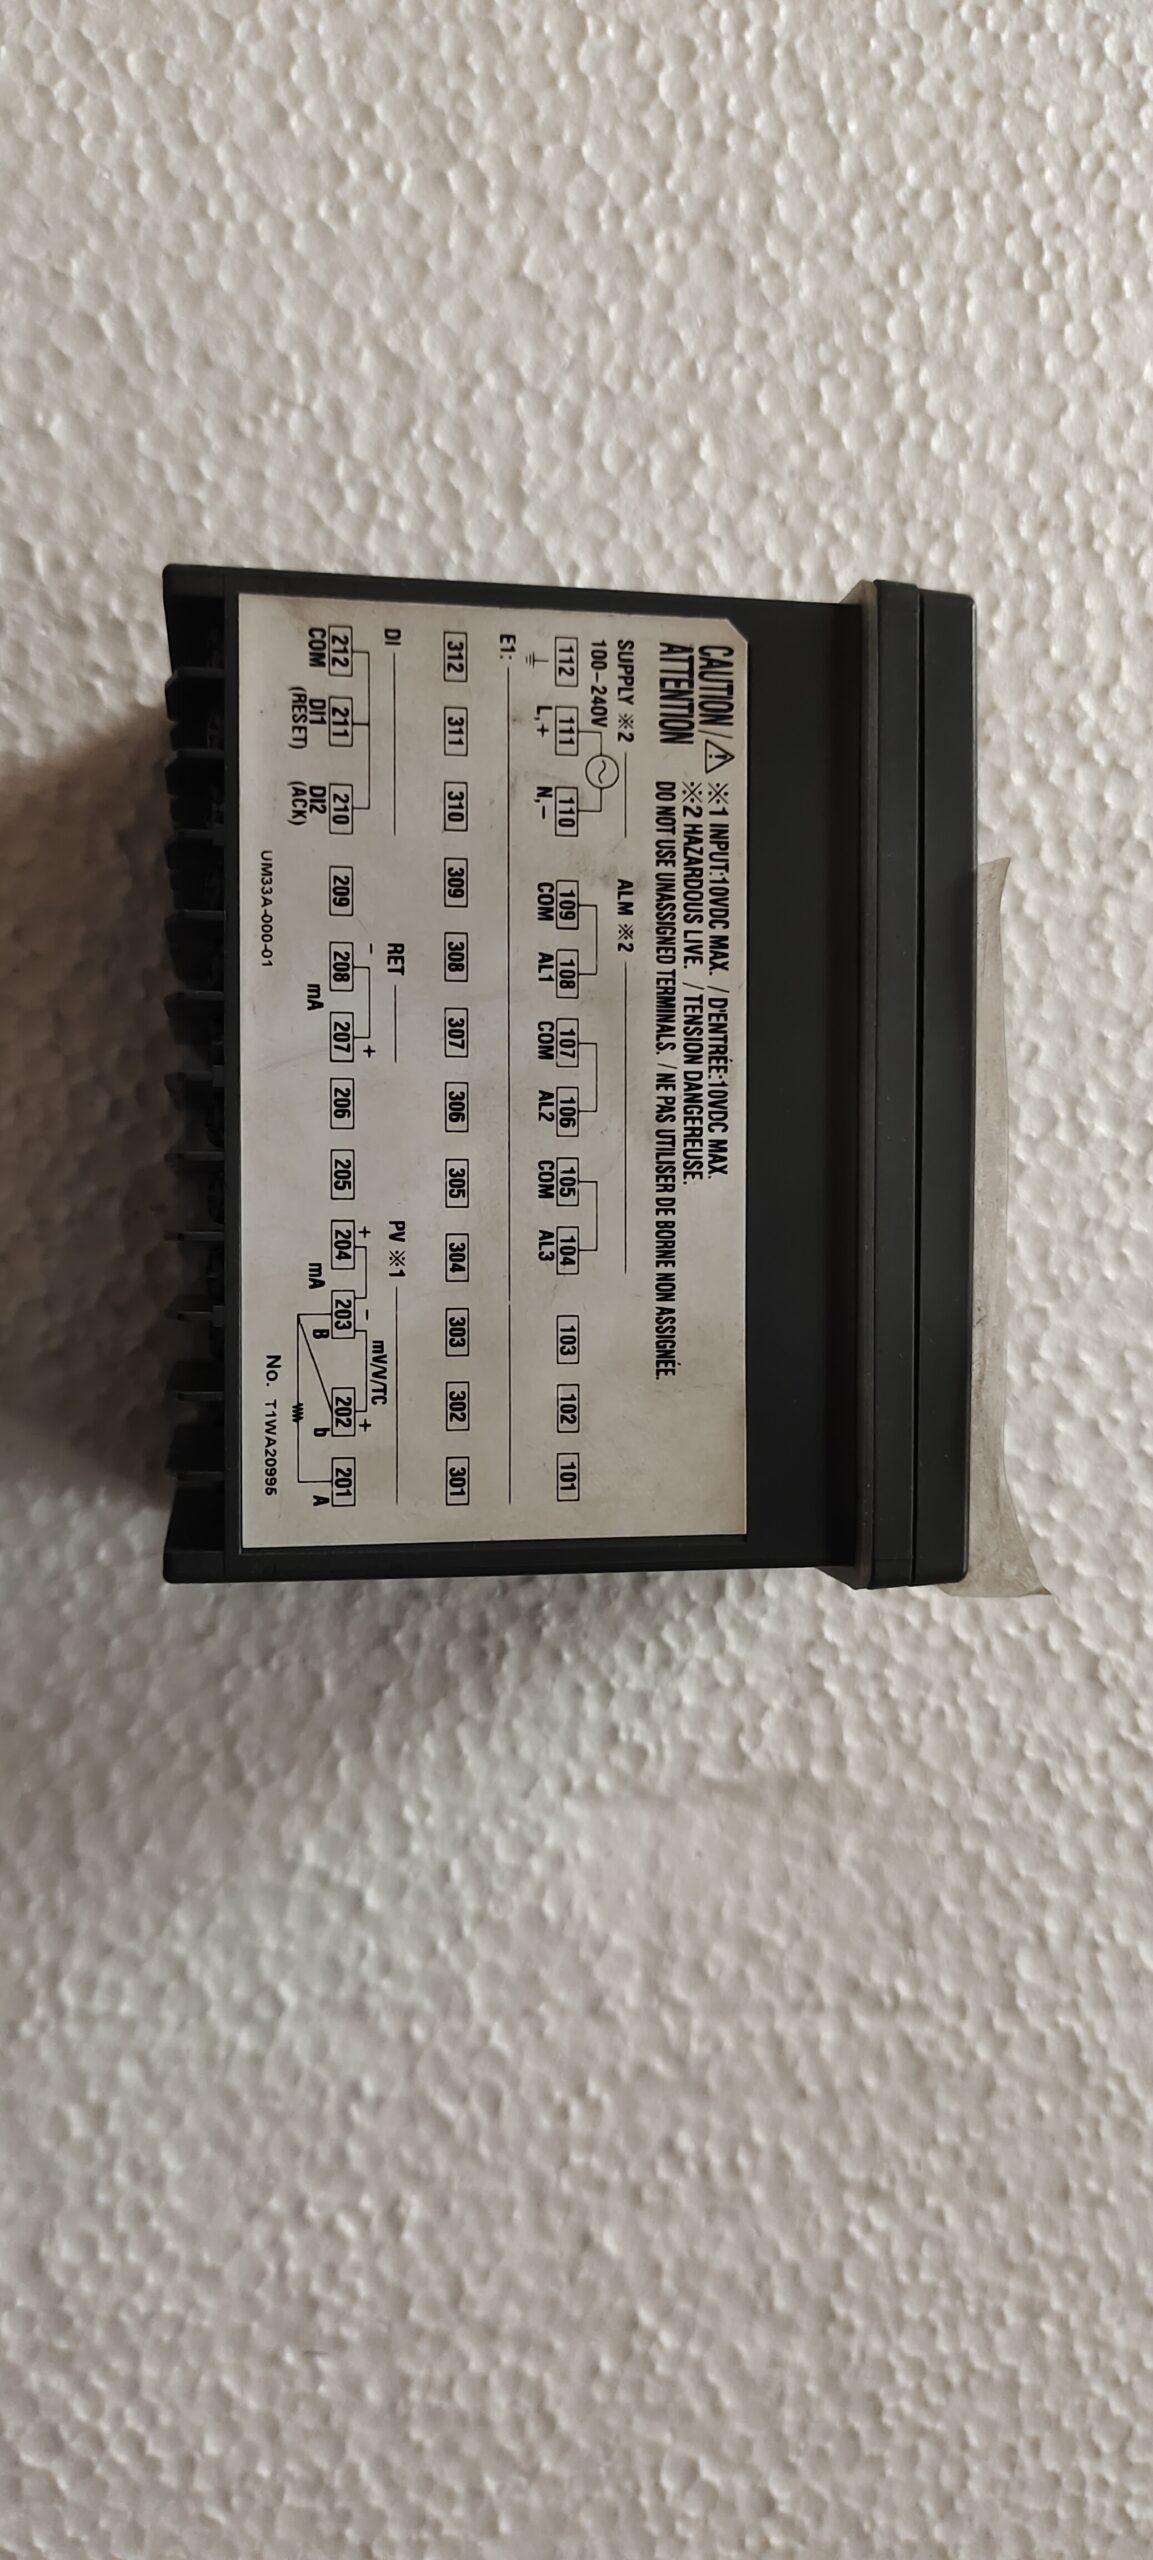 CAUTION/⚠ ※1 INPUT:10VDC MAX. / D'ENTRÉE:10VDC MAX.
ATTENTION ※2 HAZARDOUS LIVE. / TENSION DANGEREUSE.
DO NOT USE UNASSIGNED TERMINALS. / NE PAS UTILISER DE BORNE NON ASSIGNÉE.
SUPPLY ※2 ALM ※2
100-240V
112 111 110 109 108 107 106 105 104 103 102 101
L,+ N,- COM AL1 COM AL2 COM AL3
E1:
312 311 310 309 308 307 306 305 304 303 302 301
DI RET PV ※1
mV/V/TC
- + + - +
212 211 210 209 208 207 206 205 204 203 202 201
COM DI1 DI2 mA mA B b A
(RESET) (ACK)
UM33A-000-01 No. T1WA20995